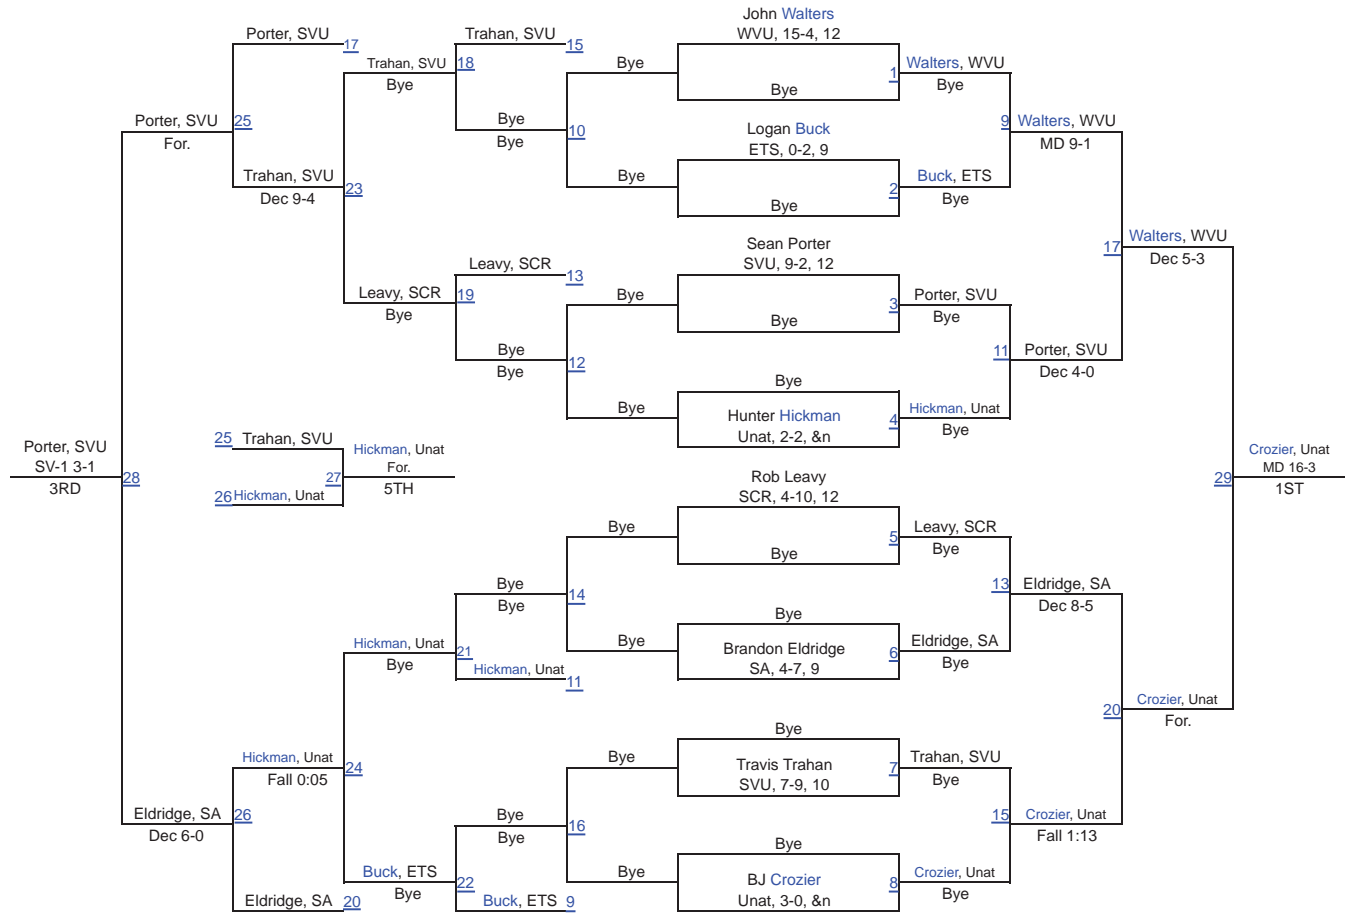 John Walters
WVU, 15-4, 12
Porter, SVU
17
Trahan, SVU
15
Trahan, SVU
18
Bye
Bye
1
Walters, WVU
Bye
Bye
Bye
Bye
10
Bye
Porter, SVU
25
For.
Logan Buck
ETS, 0-2, 9
9
Walters, WVU
MD 9-1
Trahan, SVU
23
Dec 9-4
Bye
2
Buck, ETS
Bye
Bye
Sean Porter
SVU, 9-2, 12
17
Walters, WVU
Dec 5-3
Leavy, SCR
13
Leavy, SCR
19
Bye
Bye
3
Porter, SVU
Bye
Bye
Bye
12
Bye
11
Porter, SVU
Dec 4-0
Bye
Bye
Hunter Hickman
4
Hickman, Unat
Unat, 2-2, &n
Bye
25
Trahan, SVU
Porter, SVU
SV-1 3-1
28
3RD
Hickman, Unat
27
For.
5TH
26
Hickman, Unat
Crozier, Unat
29
MD 16-3
1ST
Rob Leavy
SCR, 4-10, 12
Bye
5
Leavy, SCR
Bye
Bye
Bye
14
Bye
13
Eldridge, SA
Dec 8-5
Bye
Hickman, Unat
21
Bye
Hickman, Unat
11
Bye
Brandon Eldridge
6
Eldridge, SA
SA, 4-7, 9
Bye
20
Crozier, Unat
For.
Bye
Bye
Hickman, Unat
24
Fall 0:05
Travis Trahan
7
Trahan, SVU
SVU, 7-9, 10
Bye
Eldridge, SA
26
Dec 6-0
Bye
16
Bye
15
Crozier, Unat
Fall 1:13
Bye
Buck, ETS
22
Bye
Bye
BJ Crozier
8
Crozier, Unat
Unat, 3-0, &n
Bye
Eldridge, SA
20
Buck, ETS
9